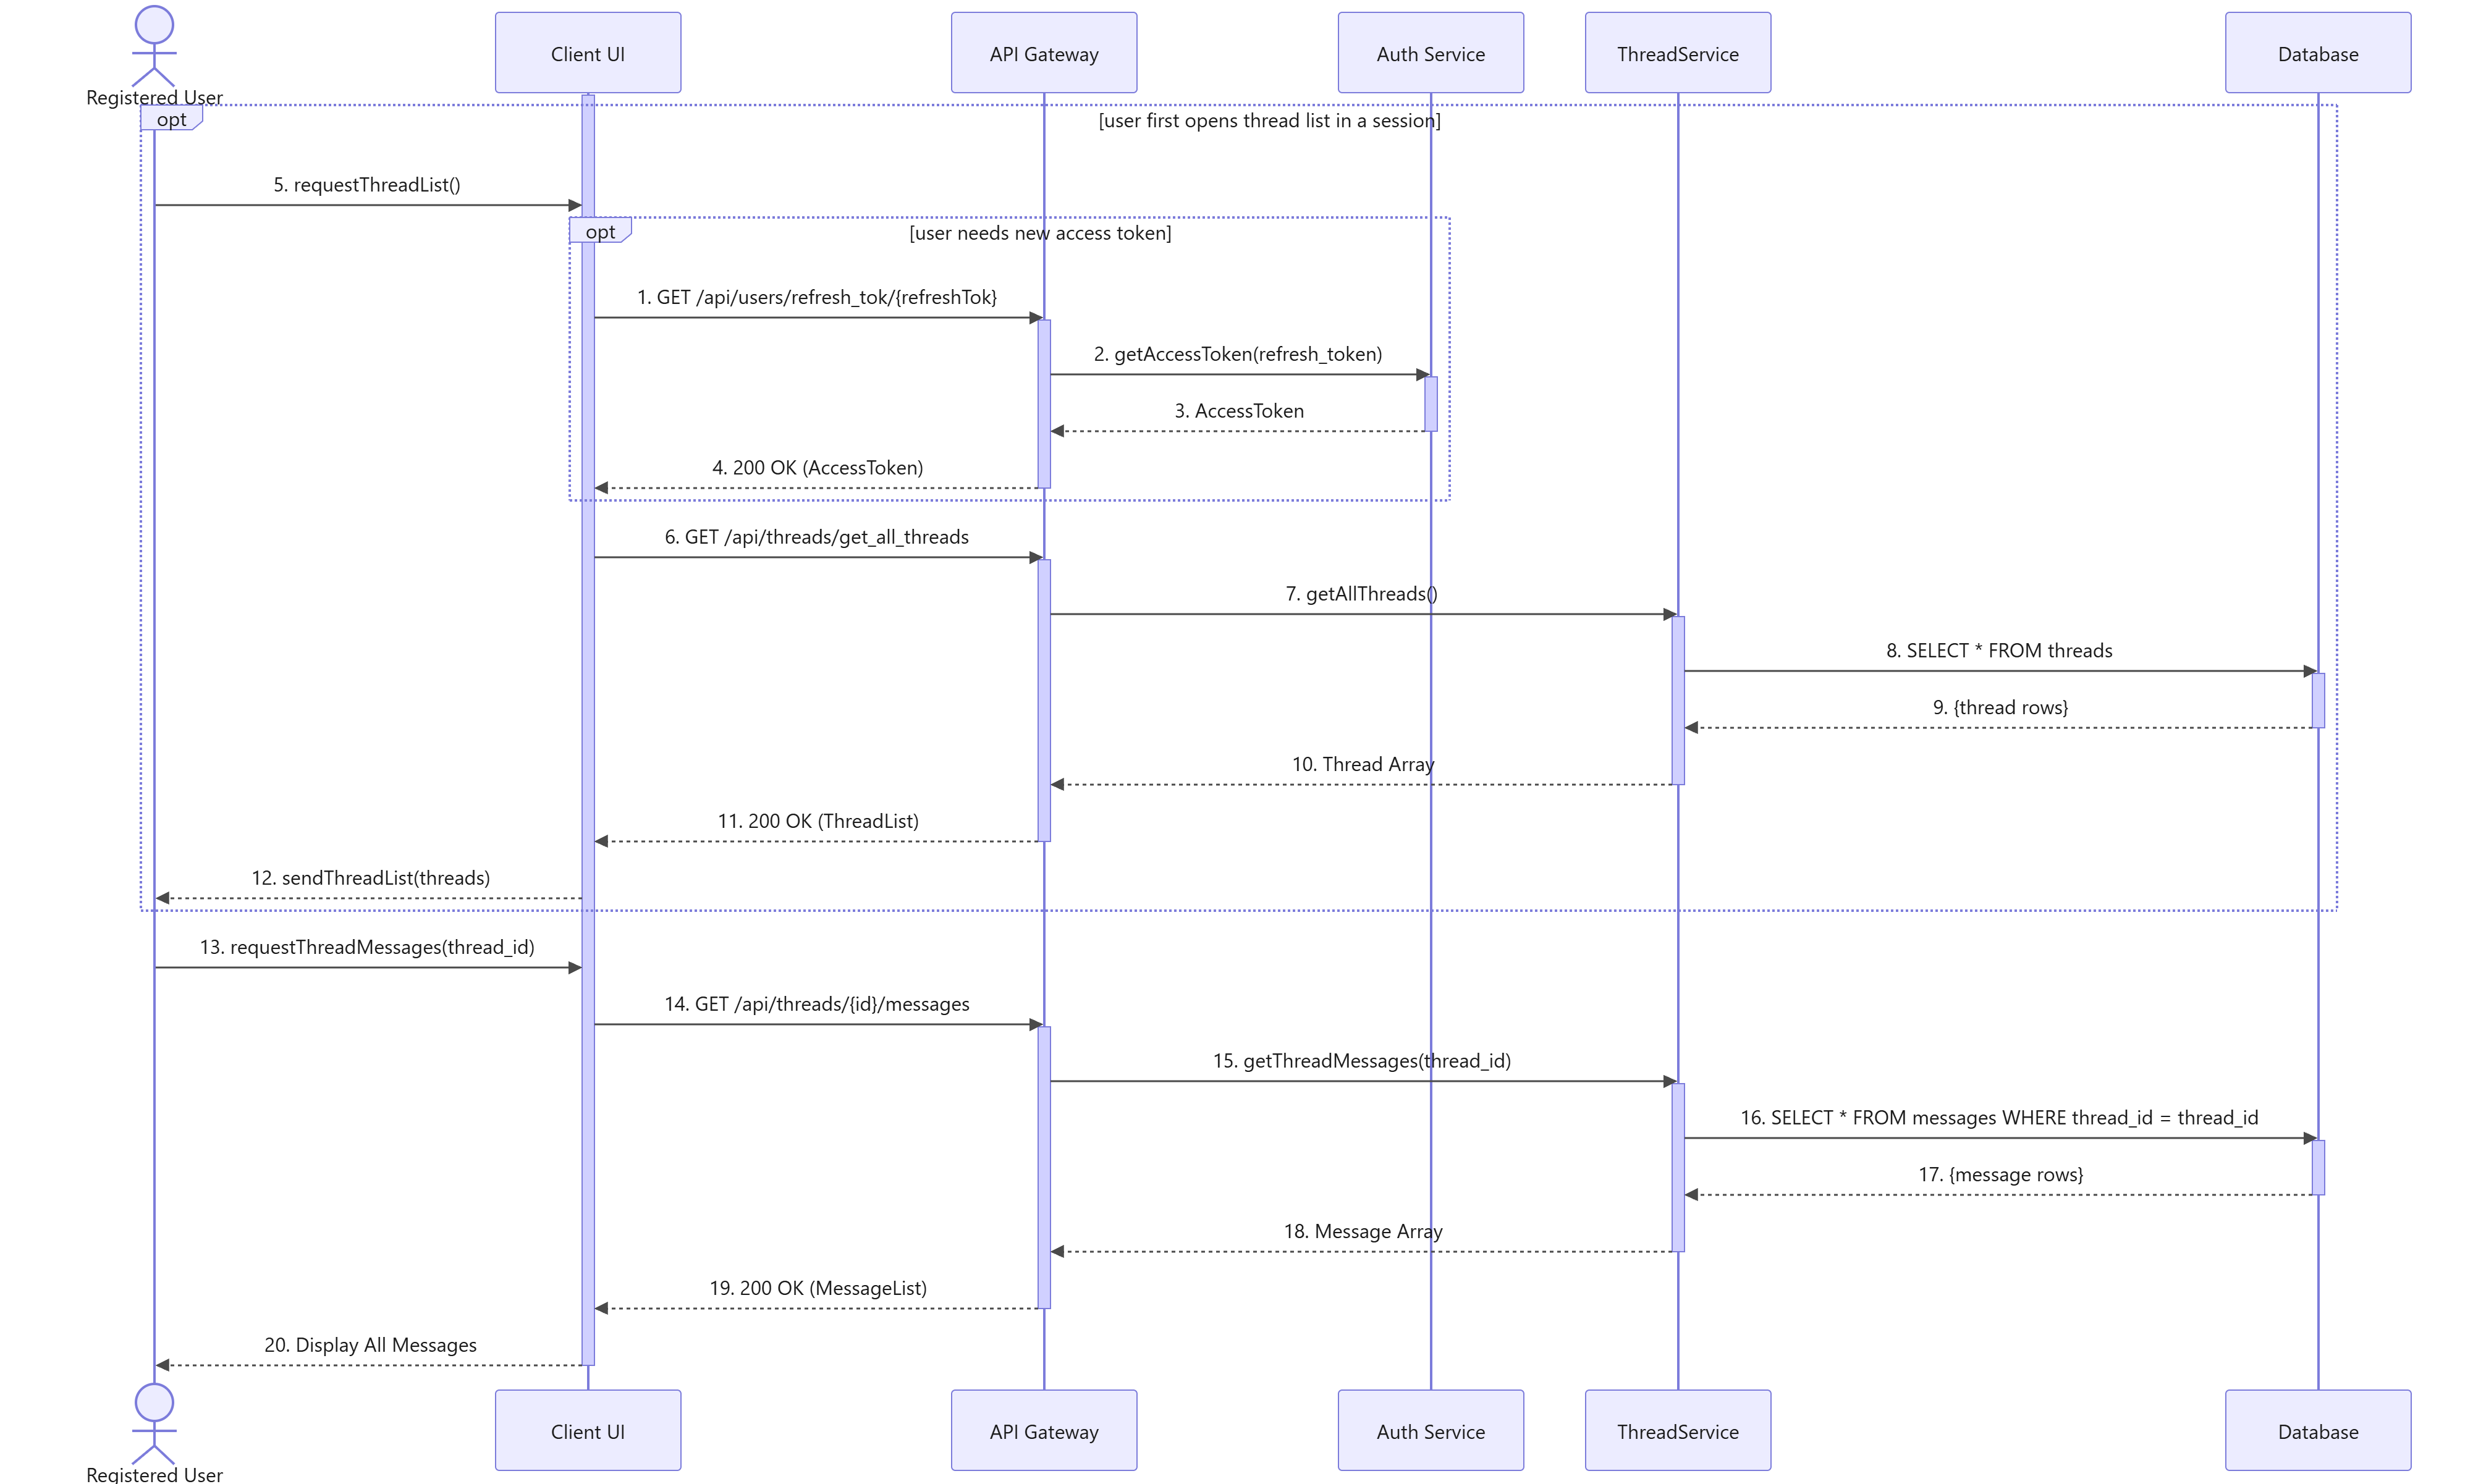 Registered User
Client UI
API Gateway
Auth Service
ThreadService
Database
opt
[user first opens thread list in a session]
5. requestThreadList()
opt
[user needs new access token]
1. GET /api/users/refresh_tok/{refreshTok}
2. getAccessToken(refresh_token)
3. AccessToken
4. 200 OK (AccessToken)
6. GET /api/threads/get_all_threads
7. getAllThreads()
8. SELECT * FROM threads
9. {thread rows}
10. Thread Array
11. 200 OK (ThreadList)
12. sendThreadList(threads)
13. requestThreadMessages(thread_id)
14. GET /api/threads/{id}/messages
15. getThreadMessages(thread_id)
16. SELECT * FROM messages WHERE thread_id = thread_id
17. {message rows}
18. Message Array
19. 200 OK (MessageList)
20. Display All Messages
Registered User
Client UI
API Gateway
Auth Service
ThreadService
Database